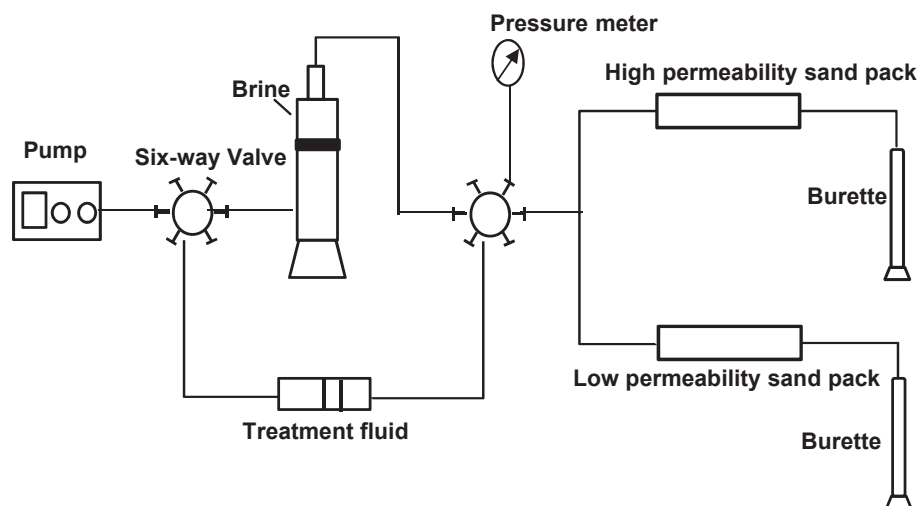 Pressure meter
High permeability sand pack
Brine
Pump
Six-way Valve
Burette
Low permeability sand pack
Treatment fluid
Burette